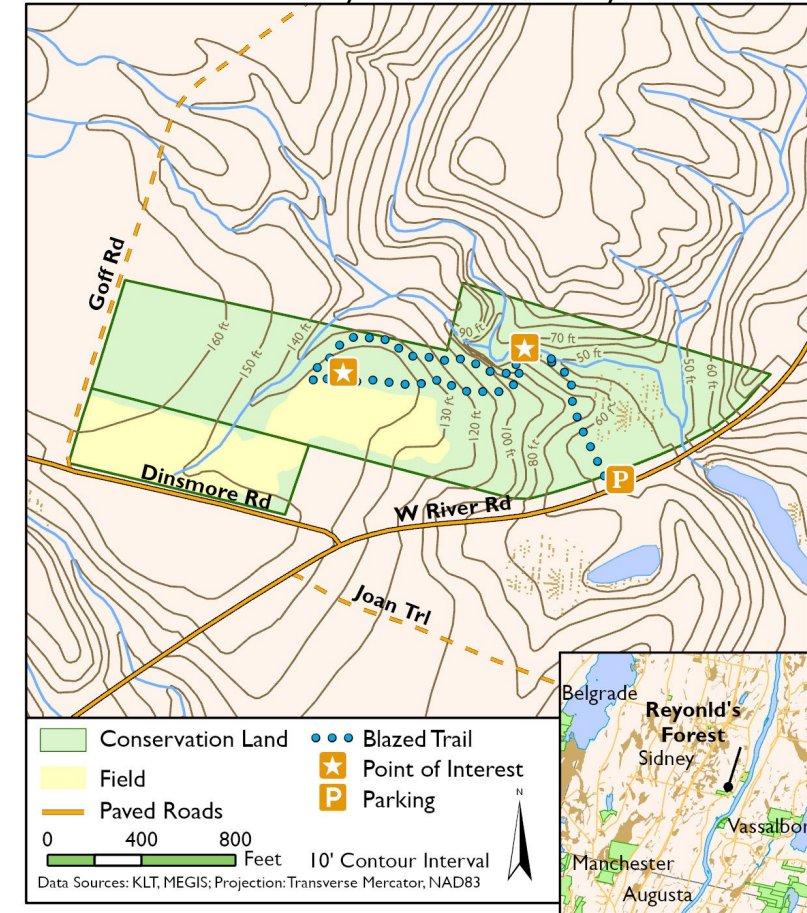 Goff Rd
160 ft
150 ft
140 ft
90 ft
70 ft
50 ft
50 ft
60 ft
60 ft
130 ft
120 ft
100 ft
80 ft
P
Dinsmore Rd
W River Rd
Joan Trl
Conservation Land
Field
Paved Roads
Blazed Trail
Point of Interest
P
Parking
0 400 800
Feet
10' Contour Interval
N
Data Sources: KLT, MEGIS; Projection: Transverse Mercator, NAD83
Belgrade
Reyonld's
Forest
Sidney
Vassalbor
Manchester
Augusta